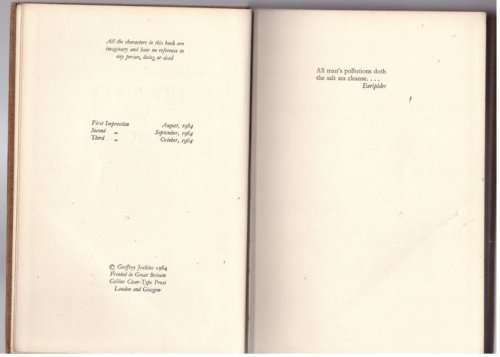 All the characters in this book are
imaginary and have no reference to
any person, living or dead
First Impression August, 1964
Second „ September, 1964
Third „ October, 1964
© Geoffrey Jenkins 1964
Printed in Great Britain
Collins Clear-Type Press
London and Glasgow
All man's pollutions doth
the salt sea cleanse. . . .
Euripides